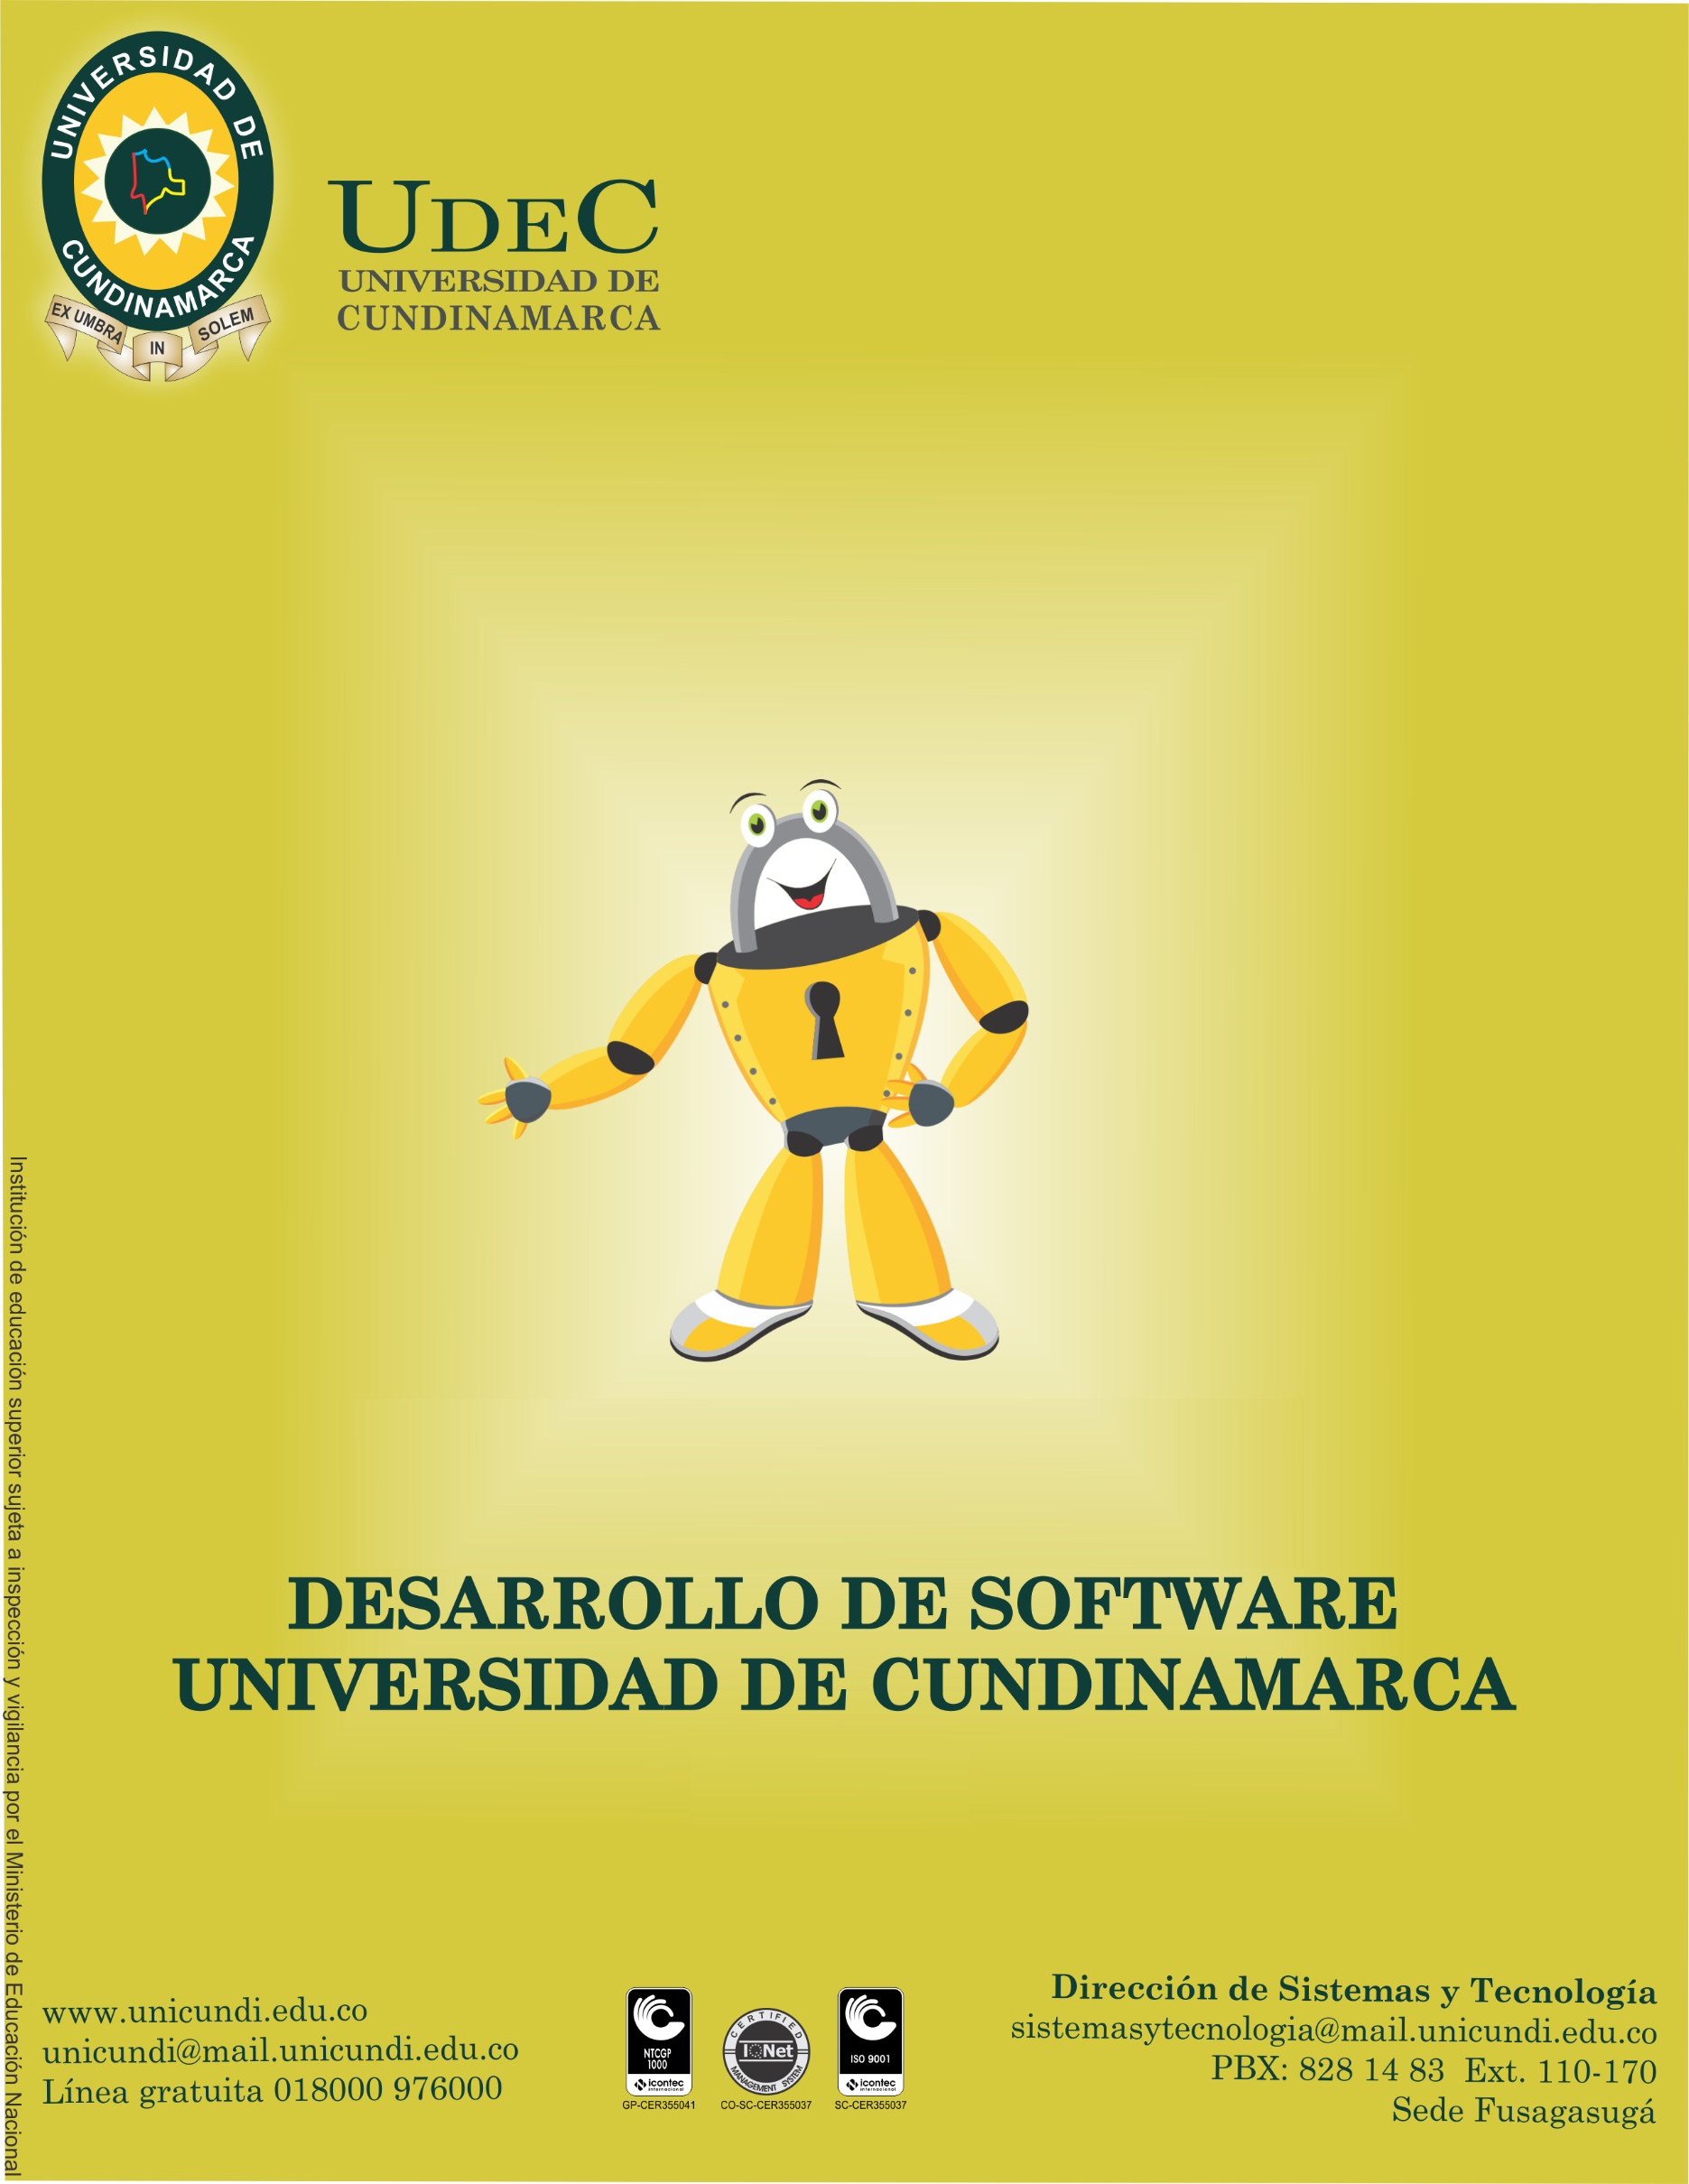 UNIVERSIDAD DE
CUNDINAMARCA
EX UMBRA
IN
SOLEM
UDEC
UNIVERSIDAD DE
CUNDINAMARCA
Institución de educación superior sujeta a inspección y vigilancia por el Ministerio de Educación Nacional
DESARROLLO DE SOFTWARE
UNIVERSIDAD DE CUNDINAMARCA
www.unicundi.edu.co
unicundi@mail.unicundi.edu.co
Línea gratuita 018000 976000
NTCGP
1000
icontec
internacional
GP-CER355041
CERTIFIED
IQNet
MANAGEMENT SYSTEM
CO-SC-CER355037
ISO 9001
icontec
internacional
SC-CER355037
Dirección de Sistemas y Tecnología
sistemasytecnologia@mail.unicundi.edu.co
PBX: 828 14 83 Ext. 110-170
Sede Fusagasugá